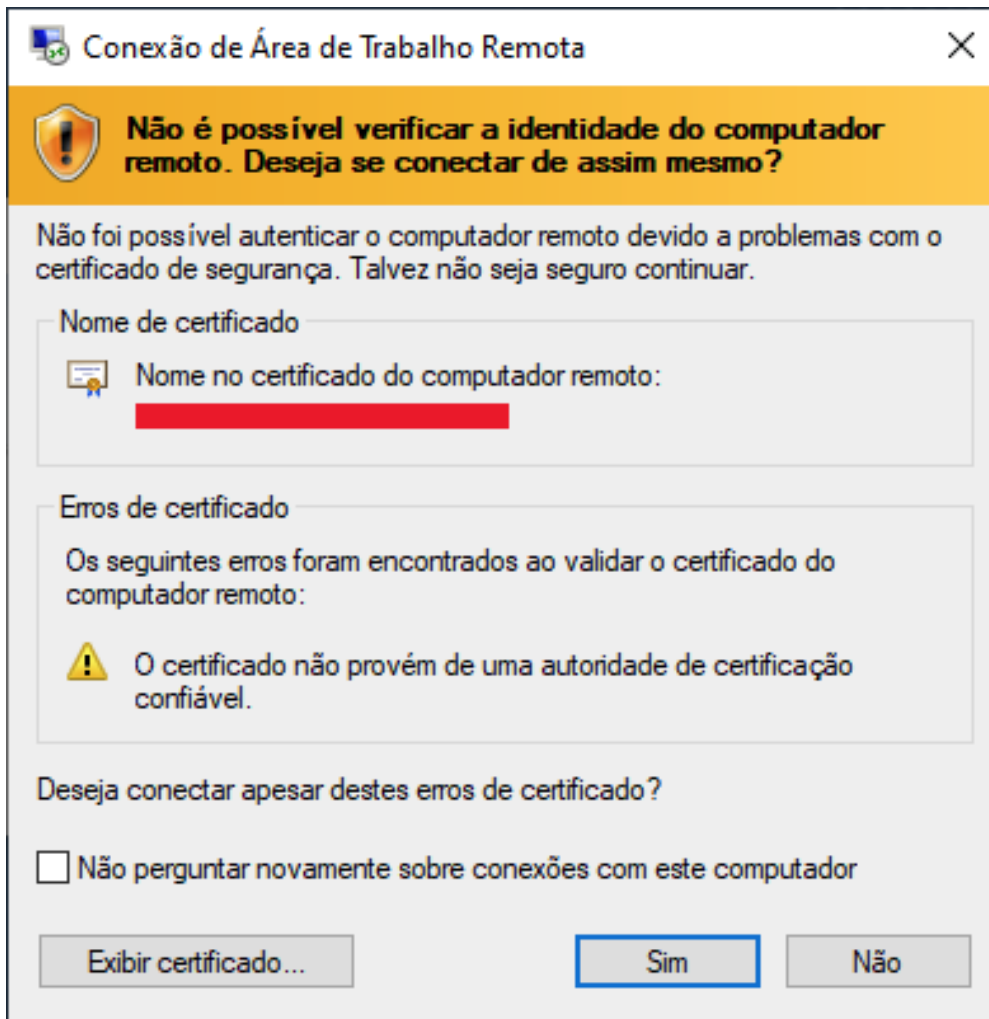 Conexão de Área de Trabalho Remota
Não é possível verificar a identidade do computador
remoto. Deseja se conectar de assim mesmo?
Não foi possível autenticar o computador remoto devido a problemas com o
certificado de segurança. Talvez não seja seguro continuar.
Nome de certificado
Nome no certificado do computador remoto:
Erros de certificado
Os seguintes erros foram encontrados ao validar o certificado do
computador remoto:
O certificado não provém de uma autoridade de certificação
confiável.
Deseja conectar apesar destes erros de certificado?
Não perguntar novamente sobre conexões com este computador
Exibir certificado...
Sim
Não